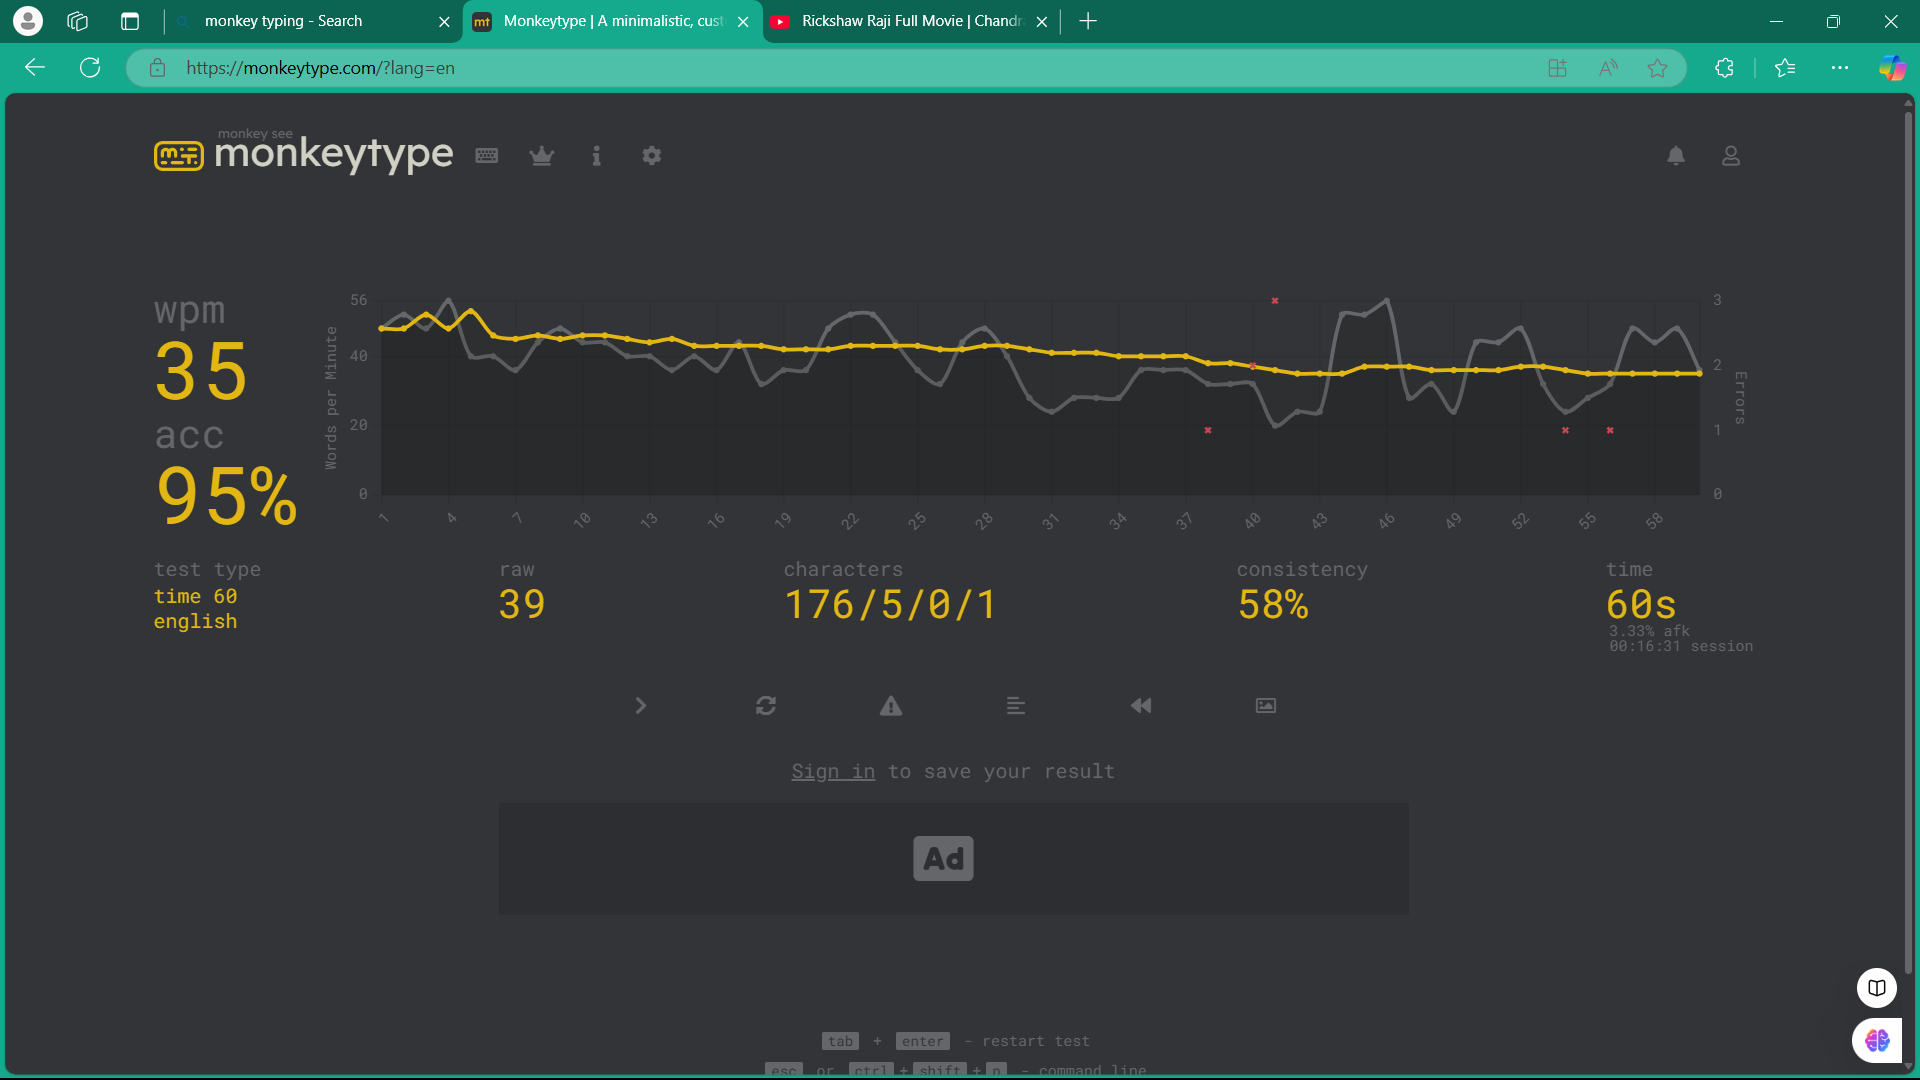 monkey typing - Search
Monkeytype | A minimalistic, cust
Rickshaw Raji Full Movie | Chandra
https://monkeytype.com/?lang=en
monkey see
monkeytype
wpm
35
acc
95%
Words per Minute
56
40
20
0
3
2
1
0
Errors
1 4 7 10 13 16 19 22 25 28 31 34 37 40 43 46 49 52 55 58
test type
time 60
english
raw
39
characters
176/5/0/1
consistency
58%
time
60s
3.33% afk
00:16:31 session
Sign in to save your result
Ad
tab + enter - restart test
esc or ctrl + shift + p - command line